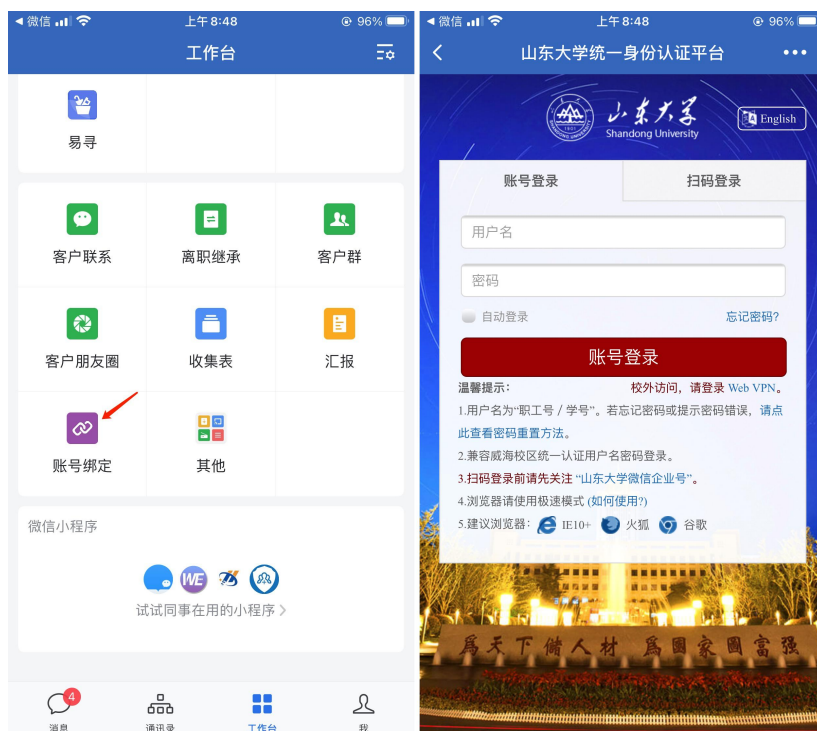 微信
上午 8:48
96%
工作台
易寻
客户联系
离职继承
客户群
客户朋友圈
收集表
汇报
账号绑定
其他
微信小程序
WE
试试同事在用的小程序
4
消息
通讯录
工作台
我
微信
上午 8:48
96%
山东大学统一身份认证平台
山东大学
Shandong University
English
账号登录
扫码登录
用户名
密码
自动登录
忘记密码?
账号登录
温馨提示: 校外访问，请登录 Web VPN。
1.用户名为“职工号 / 学号”。若忘记密码或提示密码错误，请点
此查看密码重置方法。
2.兼容威海校区统一认证用户名密码登录。
3.扫码登录前请先关注 “山东大学微信企业号”。
4.浏览器请使用极速模式 (如何使用?)
5.建议浏览器: IE10+ 火狐 谷歌
為天下储人材 為國家圖富强